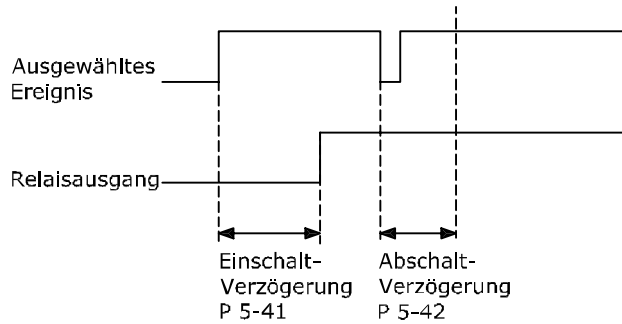 Ausgewähltes
Ereignis
Relaisausgang
Einschalt-
Verzögerung
P 5-41
Abschalt-
Verzögerung
P 5-42